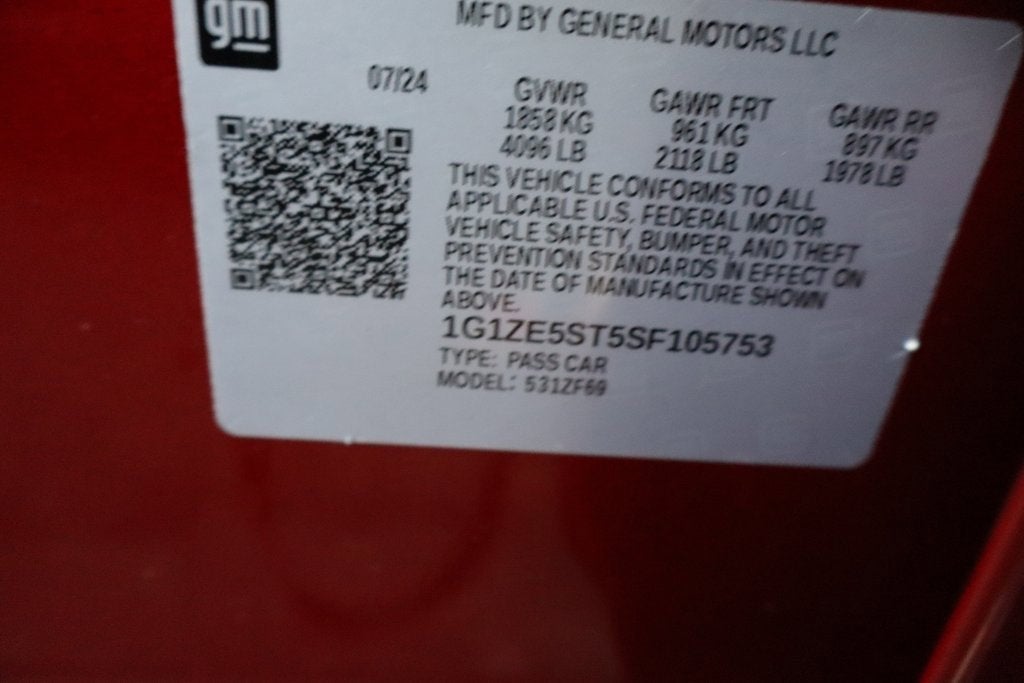 gm
MFD BY GENERAL MOTORS LLC
07/24
GVWR
1858 KG
4096 LB
GAWR FRT
961 KG
2118 LB
GAWR RR
897 KG
1978 LB
THIS VEHICLE CONFORMS TO ALL
APPLICABLE U.S. FEDERAL MOTOR
VEHICLE SAFETY, BUMPER, AND THEFT
PREVENTION STANDARDS IN EFFECT ON
THE DATE OF MANUFACTURE SHOWN
ABOVE.
1G1ZE5ST5SF105753
TYPE: PASS CAR
MODEL: 531ZF69